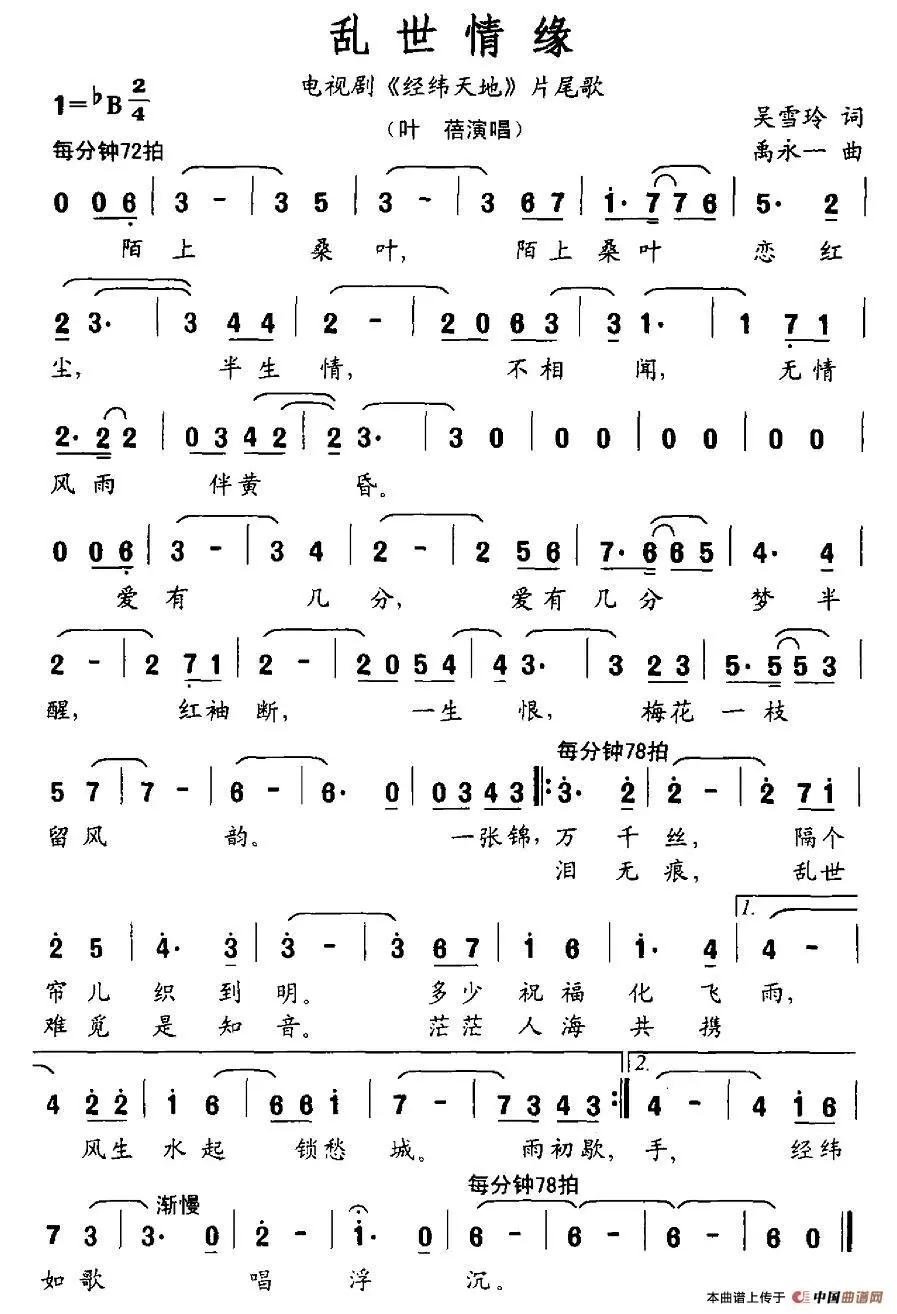 乱世情缘
电视剧《经纬天地》片尾歌
1=♭B 2/4
(叶 蓓演唱)
吴雪玲 词
每分钟72拍
禹永一 曲
0 0 6 | 3 - | 3 3 5 | 3 - | 3 6 7 | 1· 7 7 6 | 5· 2
陌上 桑叶, 陌上桑叶 恋红
2 3· | 3 4 4 | 2 - | 2 0 6 3 | 3 1· | 1 7 1
尘, 半生情, 不相闻, 无情
2· 2 2 | 0 3 4 2 | 2 3· | 3 0 | 0 0 | 0 0 | 0 0
风雨 伴黄 昏。
0 0 6 | 3 - | 3 3 4 | 2 - | 2 5 6 | 7· 6 6 5 | 4· 4
爱有 几分, 爱有几分 梦半
2 - | 2 7 1 | 2 - | 2 0 5 4 | 4 3· | 3 2 3 | 5· 5 5 3
醒, 红袖断, 一生 恨, 梅花一枝
每分钟78拍
5 7 | 7 - | 6 - | 6· 0 | 0 3 4 3 |: 3· 2 | 2 - | 2 7 1
留风 韵。 一张锦, 万千丝, 隔个
泪无痕, 乱世
1.
2 5 | 4· 3 | 3 - | 3 6 7 | 1 6 | 1· 4 | 4 -
帘儿织到明。 多少祝福化飞雨,
难觅是知音。 茫茫人海共携
2.
4 2 2 | 1 6 | 6 6 1 | 7 - | 7 3 4 3 :| 4 - | 4 1 6
风生水起 锁愁城。 雨初歇, 手, 经纬
渐慢
每分钟78拍
7 3 | 3· 0 | 2 - | 1· 0 | 6 - | 6 - | 6 - | 6 0 ||
如歌 唱浮沉。
本曲谱上传于 中国曲谱网